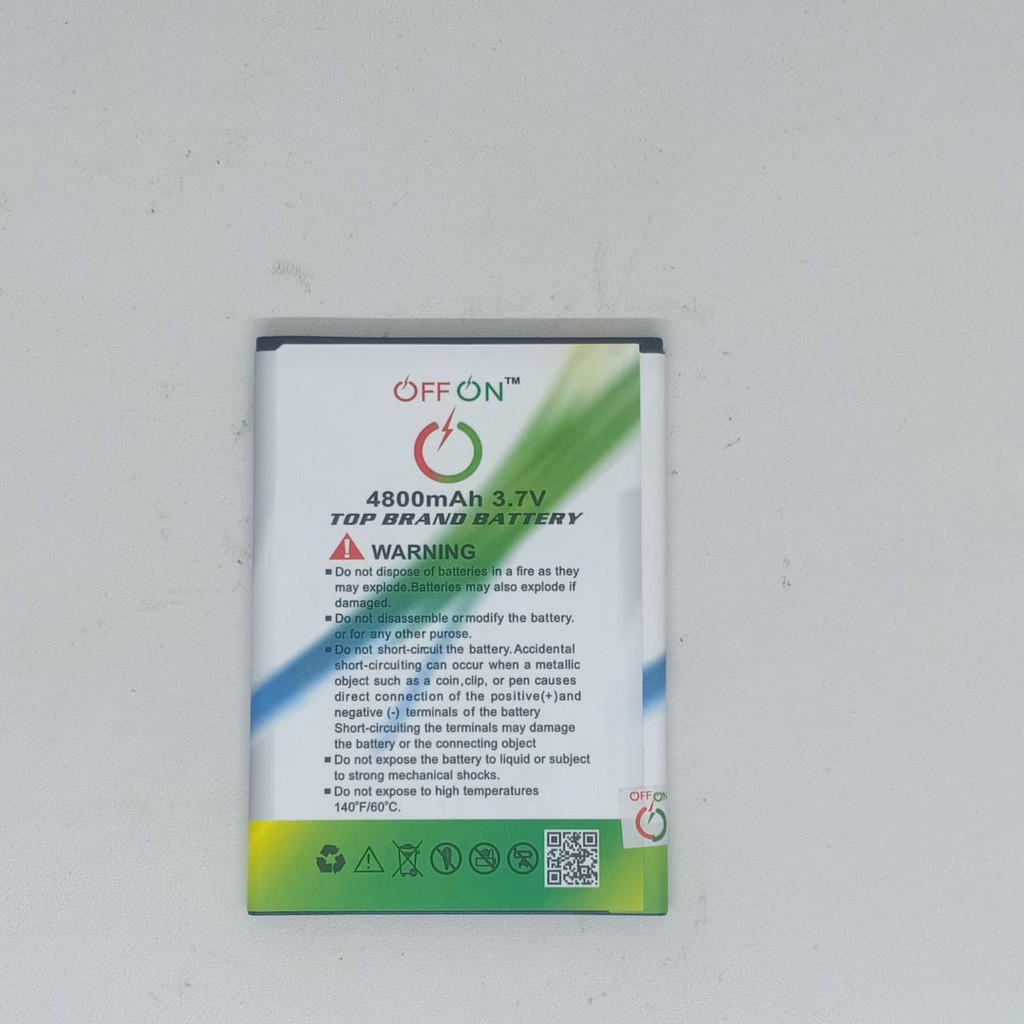 OFF ON™
4800mAh 3.7V
TOP BRAND BATTERY
WARNING
Do not dispose of batteries in a fire as they
may explode.Batteries may also explode if
damaged.
Do not disassemble or modify the battery.
or for any other purose.
Do not short-circuit the battery. Accidental
short-circuiting can occur when a metallic
object such as a coin,clip, or pen causes
direct connection of the positive(+)and
negative (-) terminals of the battery
Short-circuiting the terminals may damage
the battery or the connecting object
Do not expose the battery to liquid or subject
to strong mechanical shocks.
Do not expose to high temperatures
140°F/60°C.
OFF ON